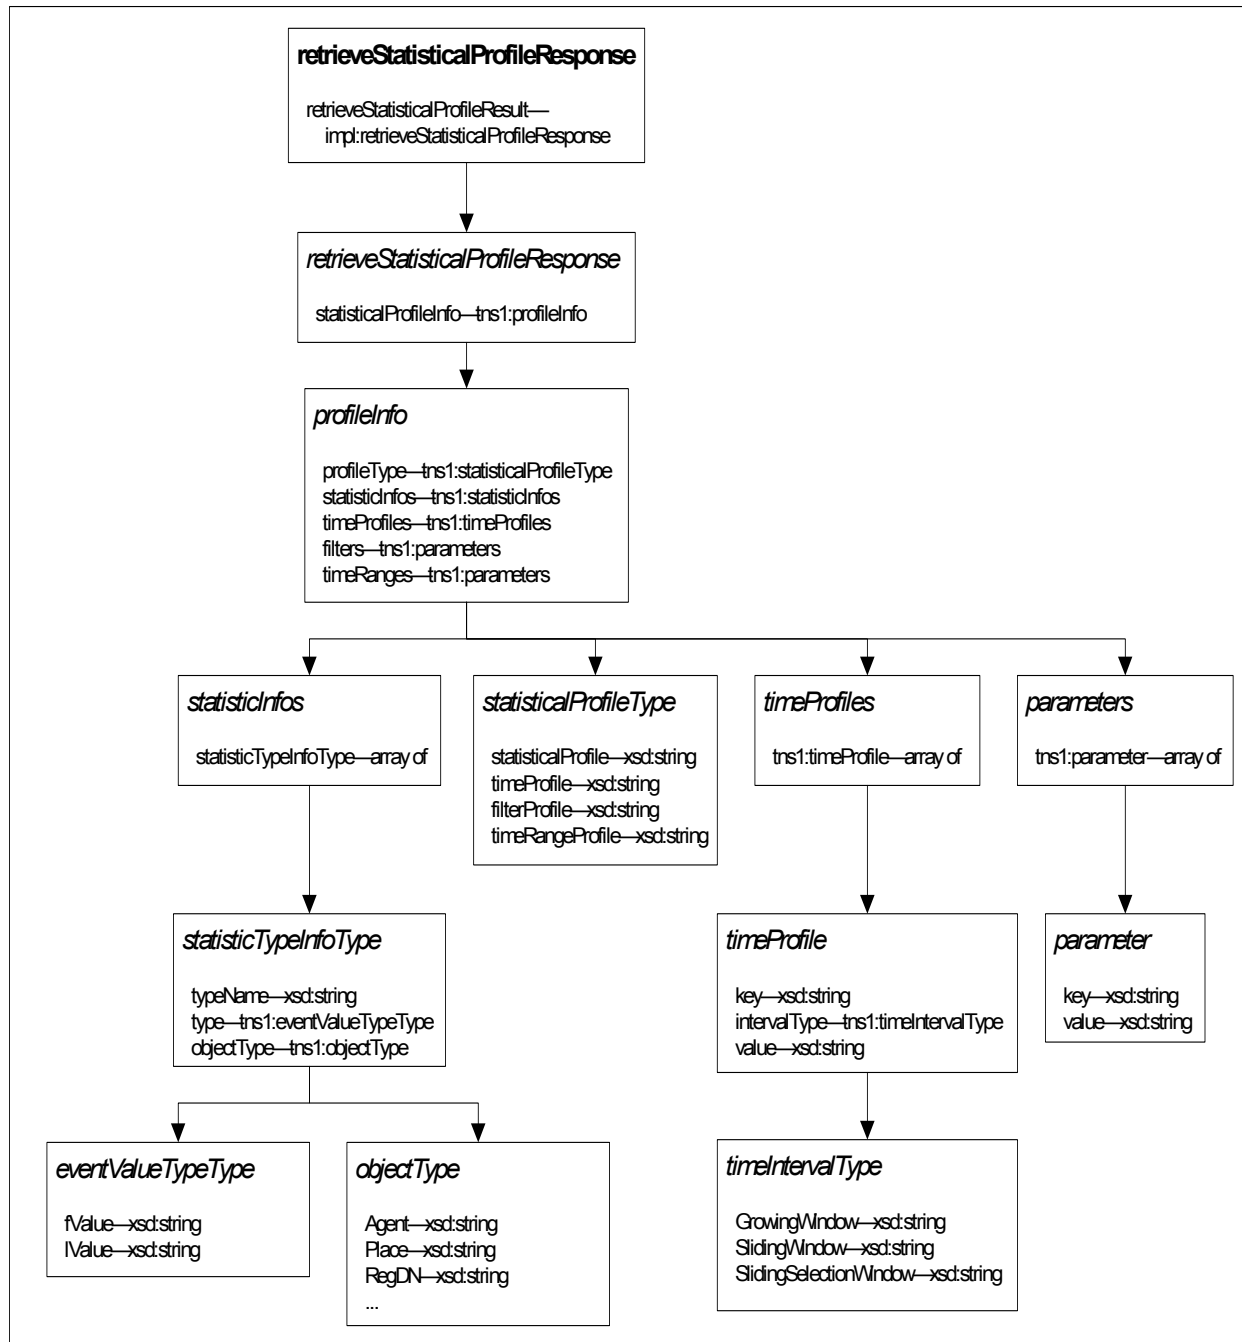 retrieveStatisticalProfileResponse
retrieveStatisticalProfileResult—
impl:retrieveStatisticalProfileResponse
retrieveStatisticalProfileResponse
statisticalProfileInfo—tns1:profileInfo
profileInfo
profileType—tns1:statisticalProfileType
statisticInfos—tns1:statisticInfos
timeProfiles—tns1:timeProfiles
filters—tns1:parameters
timeRanges—tns1:parameters
statisticInfos
statisticTypeInfoType—array of
statisticalProfileType
statisticalProfile—xsd:string
timeProfile—xsd:string
filterProfile—xsd:string
timeRangeProfile—xsd:string
timeProfiles
tns1:timeProfile—array of
parameters
tns1:parameter—array of
statisticTypeInfoType
typeName—xsd:string
type—tns1:eventValueTypeType
objectType—tns1:objectType
timeProfile
key—xsd:string
intervalType—tns1:timeIntervalType
value—xsd:string
parameter
key—xsd:string
value—xsd:string
eventValueTypeType
fValue—xsd:string
lValue—xsd:string
objectType
Agent—xsd:string
Place—xsd:string
RegDN—xsd:string
...
timeIntervalType
GrowingWindow—xsd:string
SlidingWindow—xsd:string
SlidingSelectionWindow—xsd:string